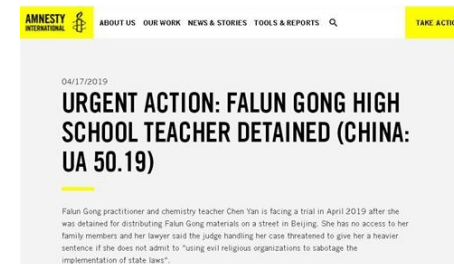 AMNESTY
INTERNATIONAL
ABOUT US OUR WORK NEWS & STORIES TOOLS & REPORTS
TAKE ACTIO
04/17/2019
URGENT ACTION: FALUN GONG HIGH
SCHOOL TEACHER DETAINED (CHINA:
UA 50.19)
Falun Gong practitioner and chemistry teacher Chen Yan is facing a trial in April 2019 after she
was detained for distributing Falun Gong materials on a street in Beijing. She has no access to her
family members and her lawyer said the judge handling her case threatened to give her a heavier
sentence if she does not admit to "using evil religious organizations to sabotage the
implementation of state laws".